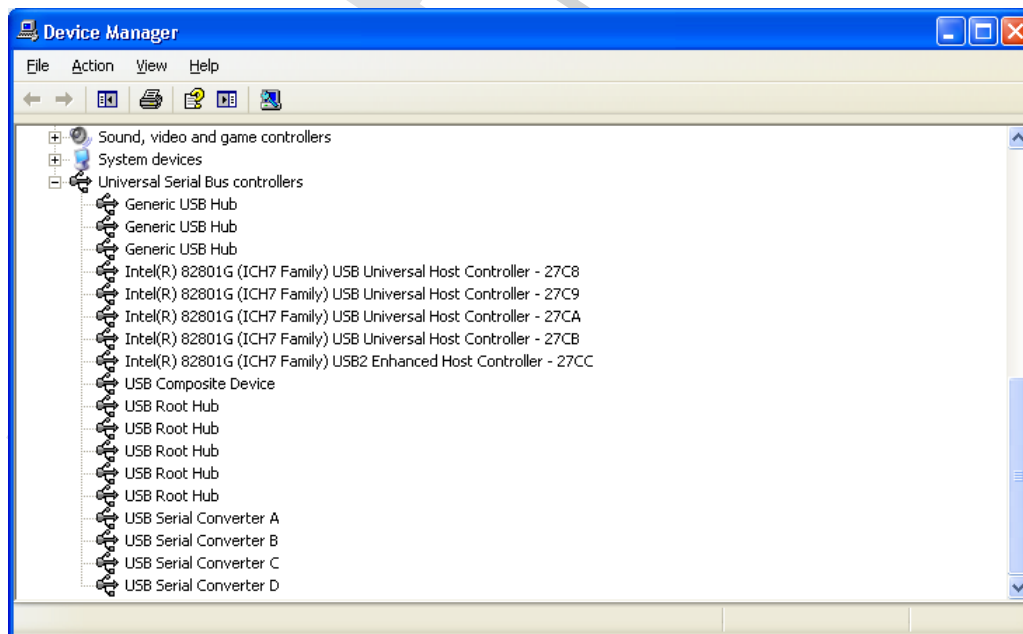 Device Manager
File Action View Help
Sound, video and game controllers
System devices
Universal Serial Bus controllers
Generic USB Hub
Generic USB Hub
Generic USB Hub
Intel(R) 82801G (ICH7 Family) USB Universal Host Controller - 27C8
Intel(R) 82801G (ICH7 Family) USB Universal Host Controller - 27C9
Intel(R) 82801G (ICH7 Family) USB Universal Host Controller - 27CA
Intel(R) 82801G (ICH7 Family) USB Universal Host Controller - 27CB
Intel(R) 82801G (ICH7 Family) USB2 Enhanced Host Controller - 27CC
USB Composite Device
USB Root Hub
USB Root Hub
USB Root Hub
USB Root Hub
USB Root Hub
USB Serial Converter A
USB Serial Converter B
USB Serial Converter C
USB Serial Converter D